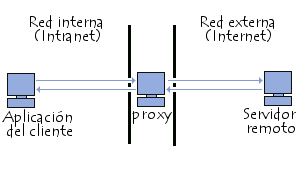 Red interna
(Intranet)
Red externa
(Internet)
Aplicación
del cliente
proxy
Servidor
remoto